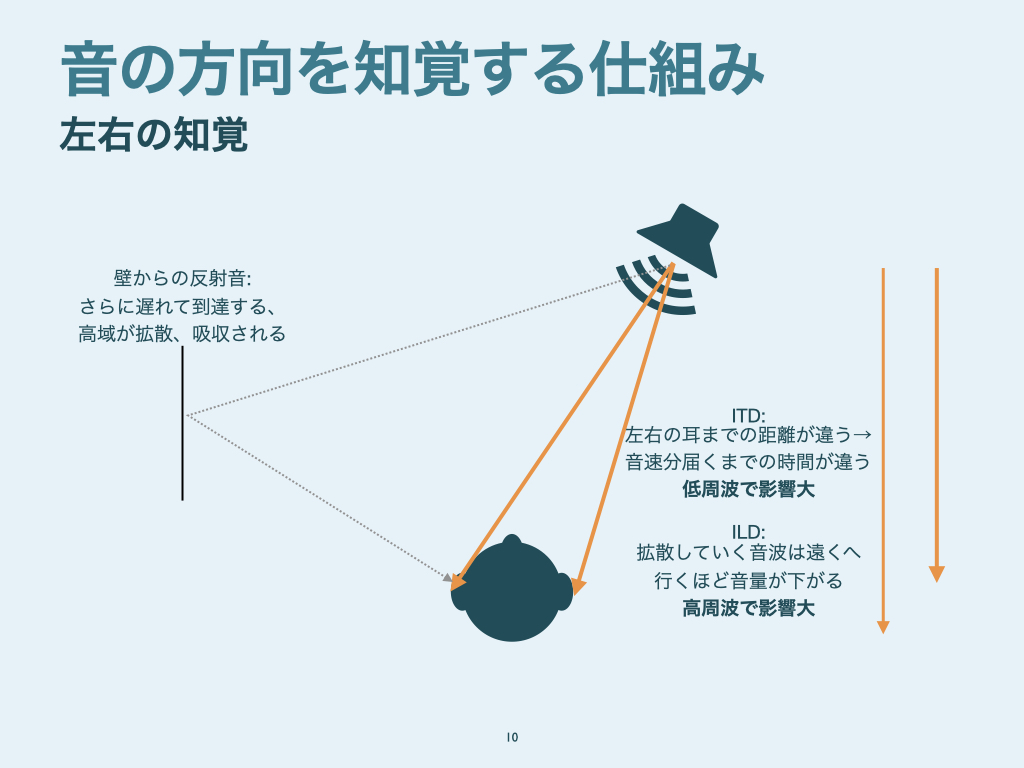 音の方向を知覚する仕組み
左右の知覚
壁からの反射音:
さらに遅れて到達する、
高域が拡散、吸収される
ITD:
左右の耳までの距離が違う→
音速分届くまでの時間が違う
低周波で影響大
ILD:
拡散していく音波は遠くへ
行くほど音量が下がる
高周波で影響大
10